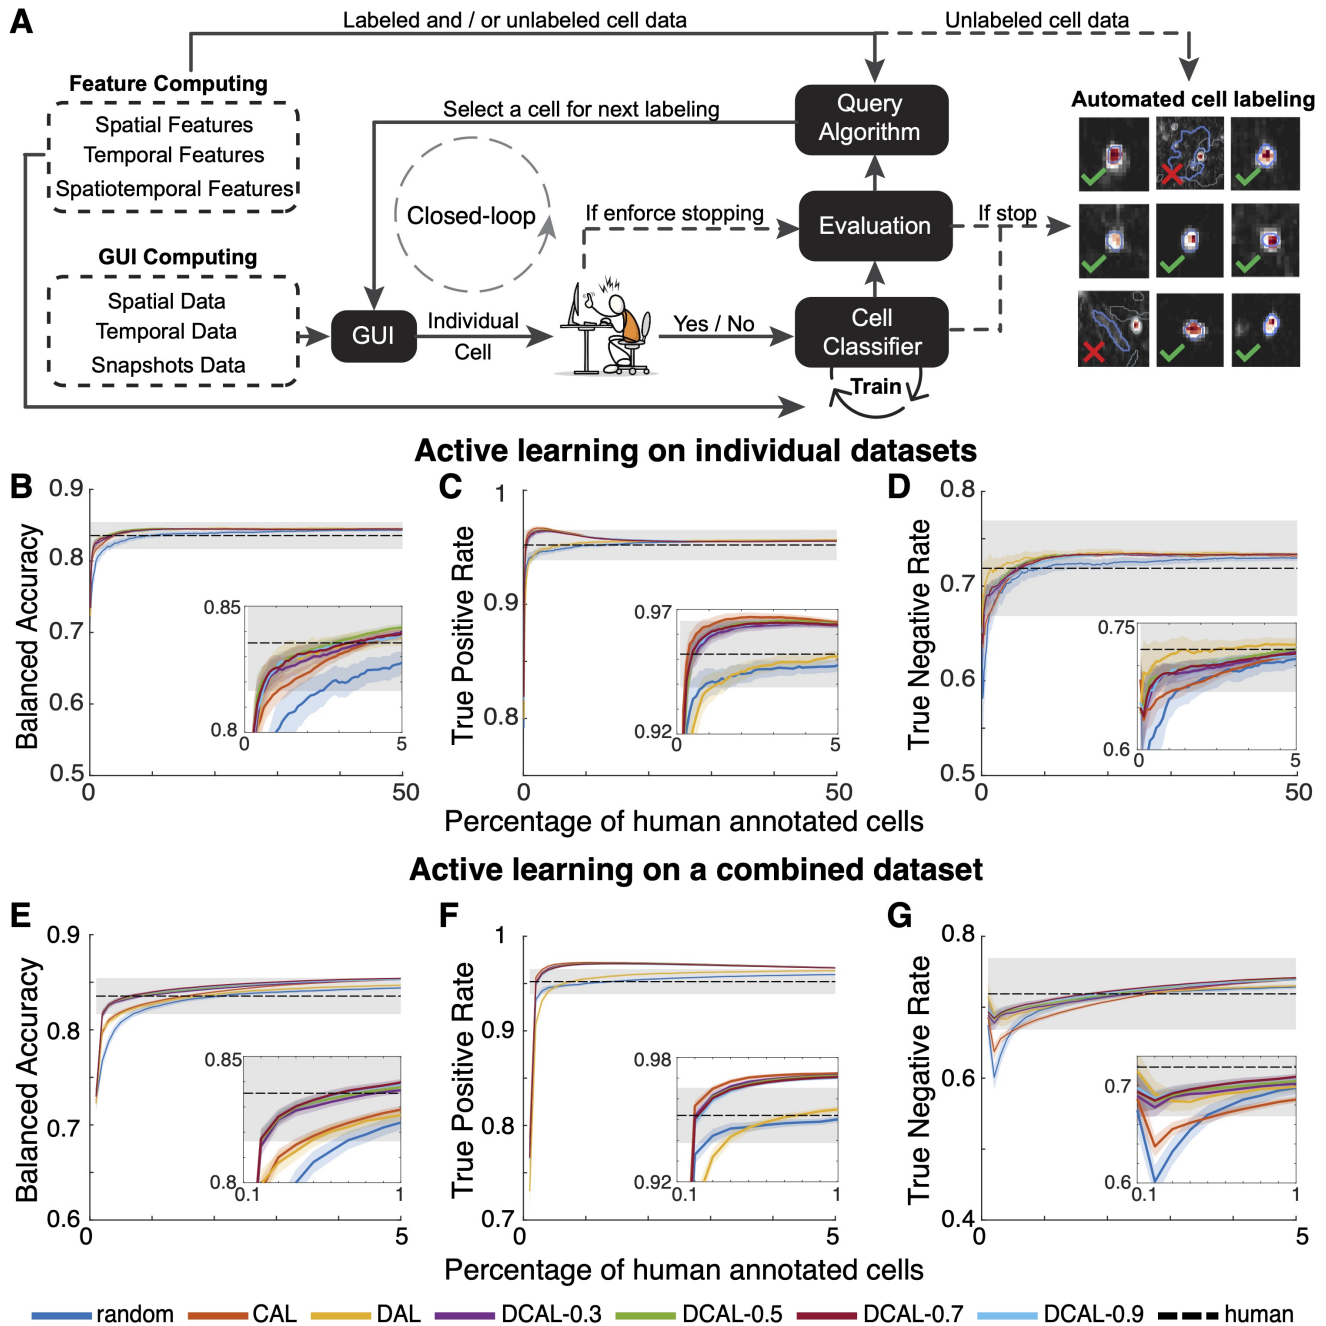 A
Labeled and / or unlabeled cell data
Unlabeled cell data
Feature Computing
Spatial Features
Temporal Features
Spatiotemporal Features
Select a cell for next labeling
Query
Algorithm
Automated cell labeling
Closed-loop
If enforce stopping
Evaluation
If stop
GUI Computing
Spatial Data
Temporal Data
Snapshots Data
GUI
Individual
Cell
Yes / No
Cell
Classifier
Train
Active learning on individual datasets
B
Balanced Accuracy
0.9
0.8
0.7
0.6
0.5
0
50
0.85
0.8
0
5
C
True Positive Rate
1
0.9
0.8
0
50
0.97
0.92
0
5
D
True Negative Rate
0.8
0.7
0.6
0.5
0
50
0.75
0.6
0
5
Percentage of human annotated cells
Active learning on a combined dataset
E
Balanced Accuracy
0.9
0.8
0.7
0.6
0
5
0.85
0.8
0.1
1
F
True Positive Rate
1
0.9
0.8
0.7
0
5
0.98
0.92
0.1
1
G
True Negative Rate
0.8
0.6
0.4
0
5
0.7
0.6
0.1
1
Percentage of human annotated cells
random CAL DAL DCAL-0.3 DCAL-0.5 DCAL-0.7 DCAL-0.9 human